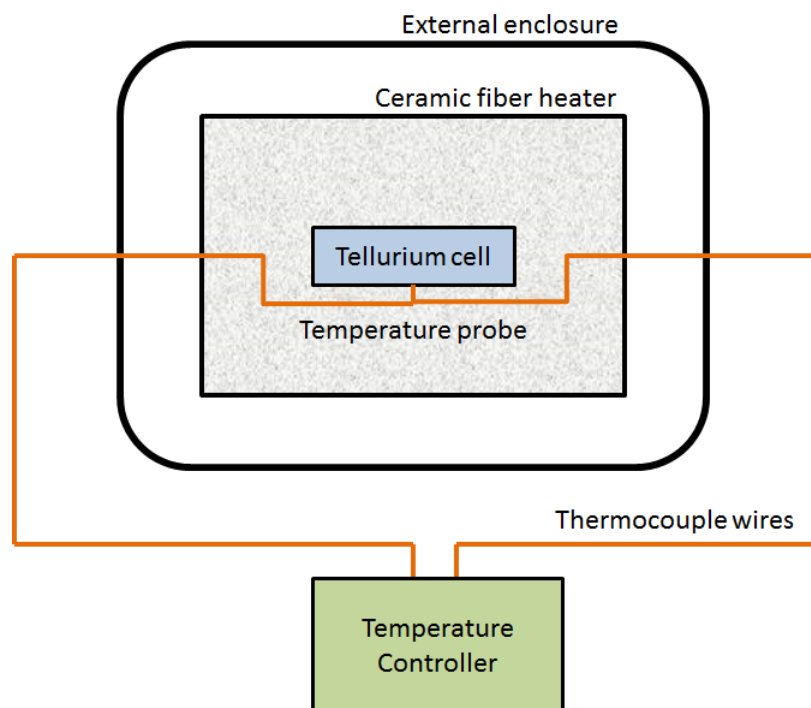 External enclosure
Ceramic fiber heater
Tellurium cell
Temperature probe
Thermocouple wires
Temperature
Controller